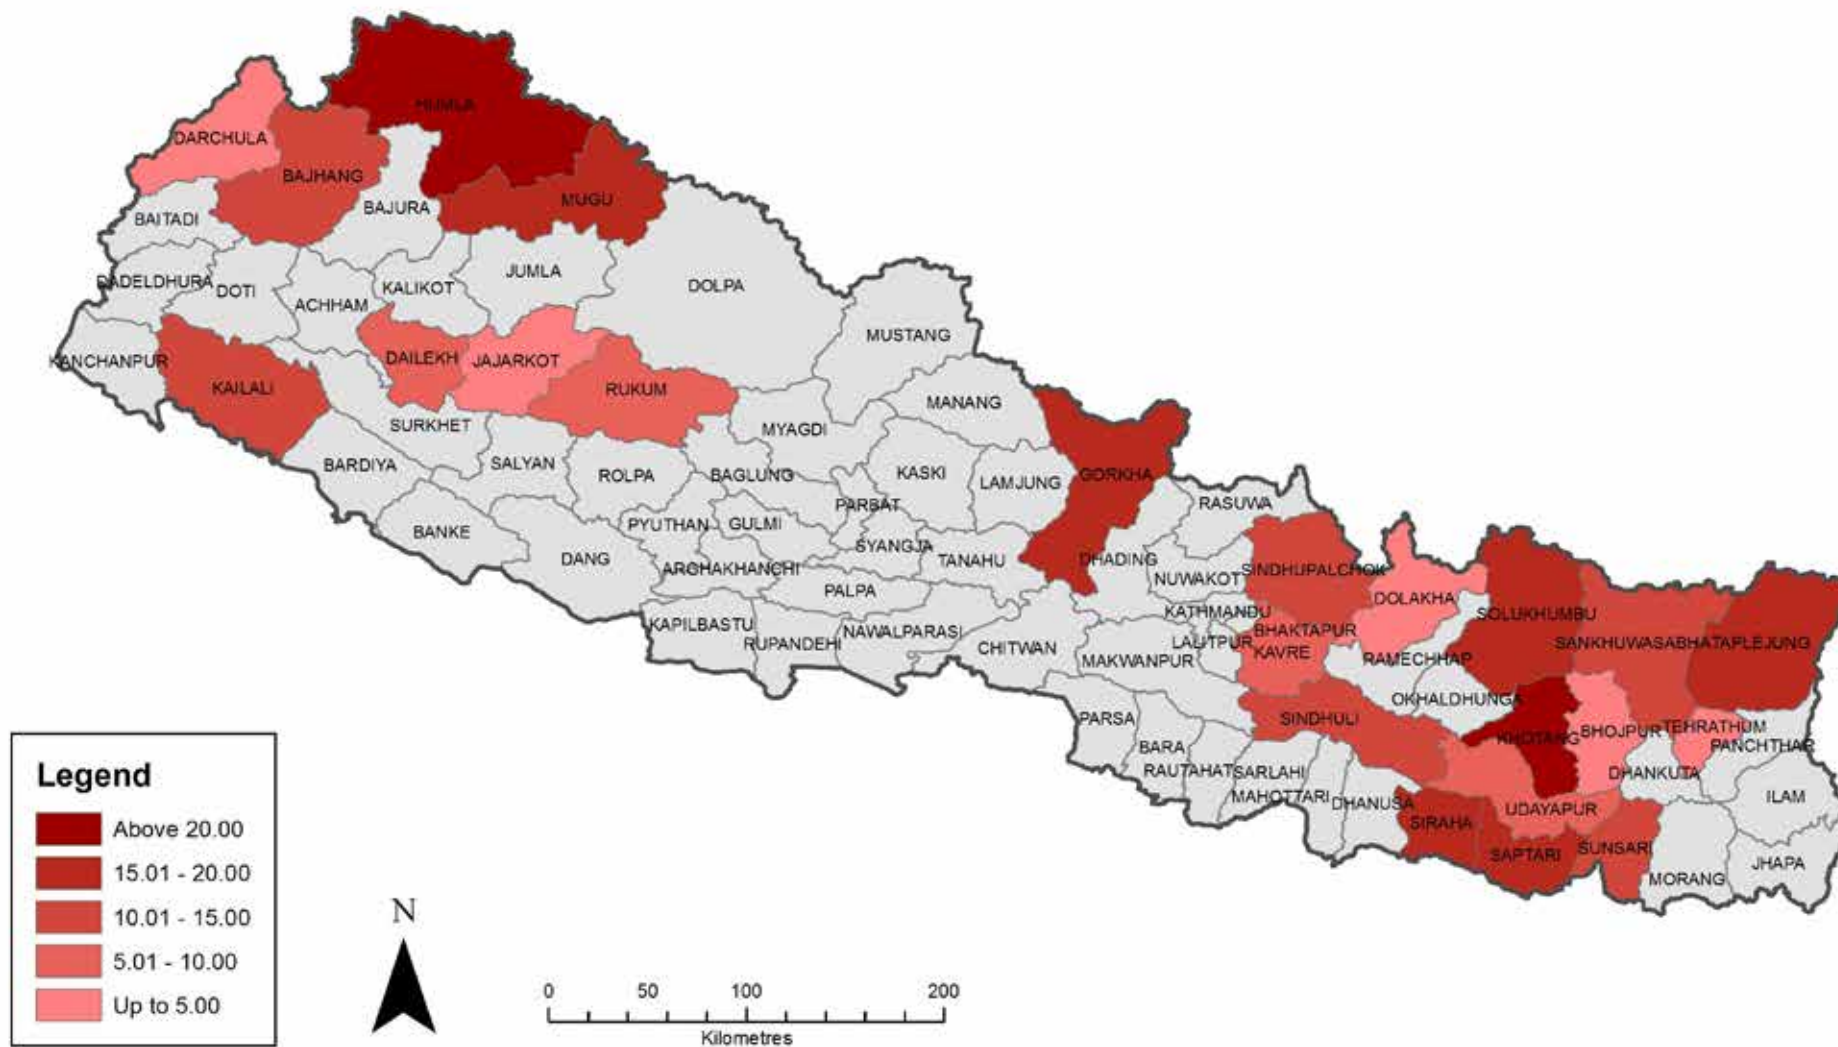 HUMLA
DARCHULA
BAJHANG
MUGU
BAJURA
BAITADI
JUMLA
DADELDHURA
DOTI
KALIKOT
DOLPA
ACHHAM
MUSTANG
KANCHANPUR
DAILEKH
JAJARKOT
KAILALI
RUKUM
MANANG
SURKHET
MYAGDI
BARDIYA
SALYAN
ROLPA
BAGLUNG
KASKI
LAMJUNG
GORKHA
PARBAT
RASUWA
BANKE
PYUTHAN
GULMI
SYANGJA
DANG
TANAHU
DHADING
ARGHAKHANCHI
NUWAKOT
SINDHUPALCHOK
PALPA
DOLAKHA
KATHMANDU
SOLUKHUMBU
KAPILBASTU
RUPANDEHI
NAWALPARASI
CHITWAN
LALITPUR
BHAKTAPUR
KAVRE
SANKHUWASABHA
TAPLEJUNG
MAKWANPUR
RAMECHHAP
OKHALDHUNGA
PARSA
SINDHULI
KHOTANG
BHOJPUR
TEHRATHUM
PANCHTHAR
BARA
RAUTAHAT
SARLAHI
DHANKUTA
MAHOTTARI
DHANUSA
UDAYAPUR
ILAM
SIRAHA
SAPTARI
SUNSARI
MORANG
JHAPA
Legend
Above 20.00
15.01 - 20.00
10.01 - 15.00
5.01 - 10.00
Up to 5.00
N
0 50 100 200
Kilometres